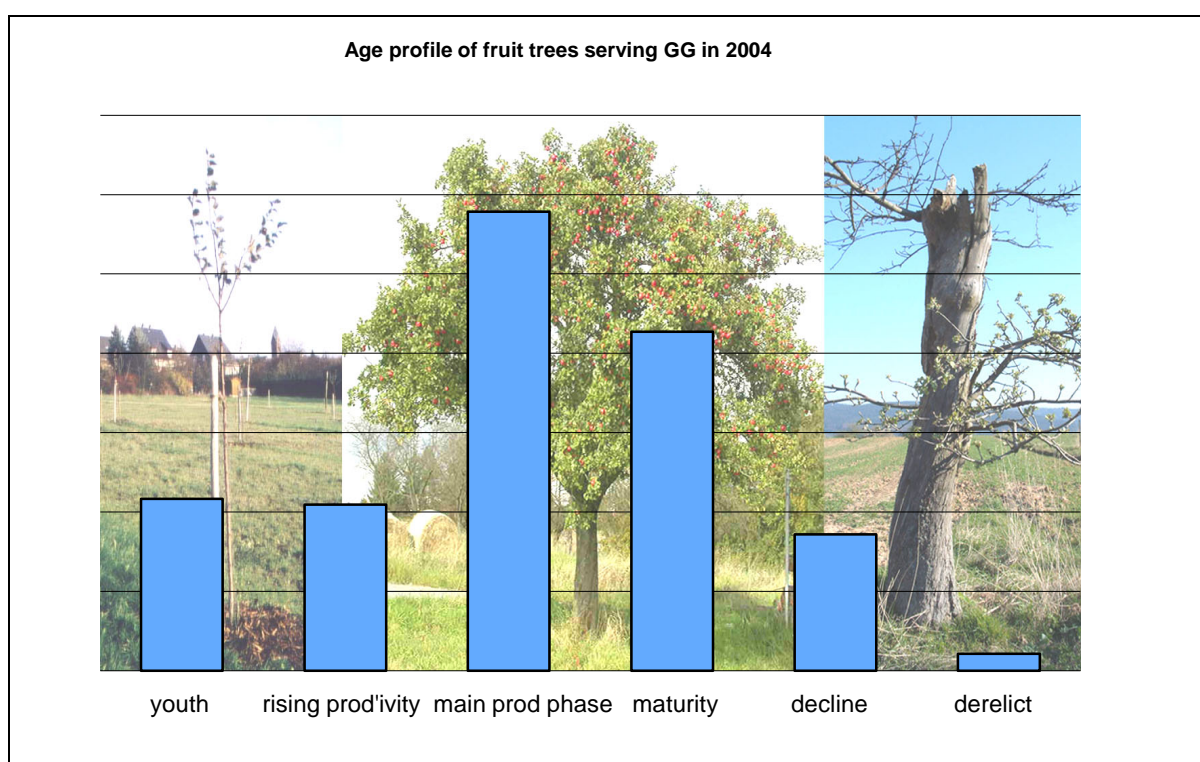 Age profile of fruit trees serving GG in 2004
youth rising prod'ivity main prod phase maturity decline derelict